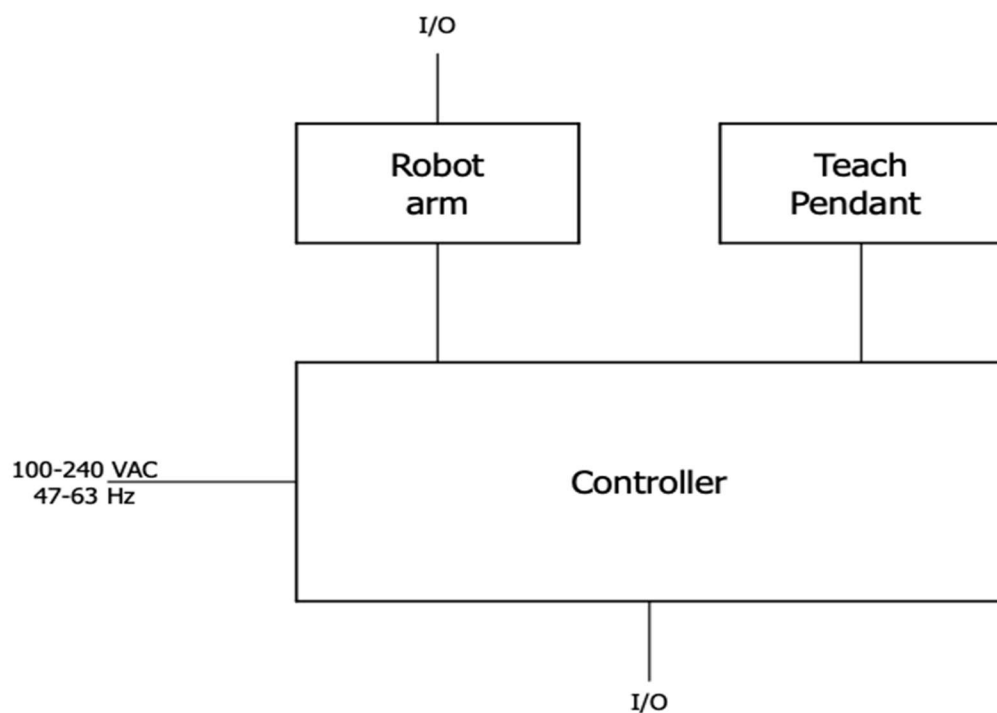 I/O
Robot
arm
Teach
Pendant
100-240 VAC
47-63 Hz
Controller
I/O